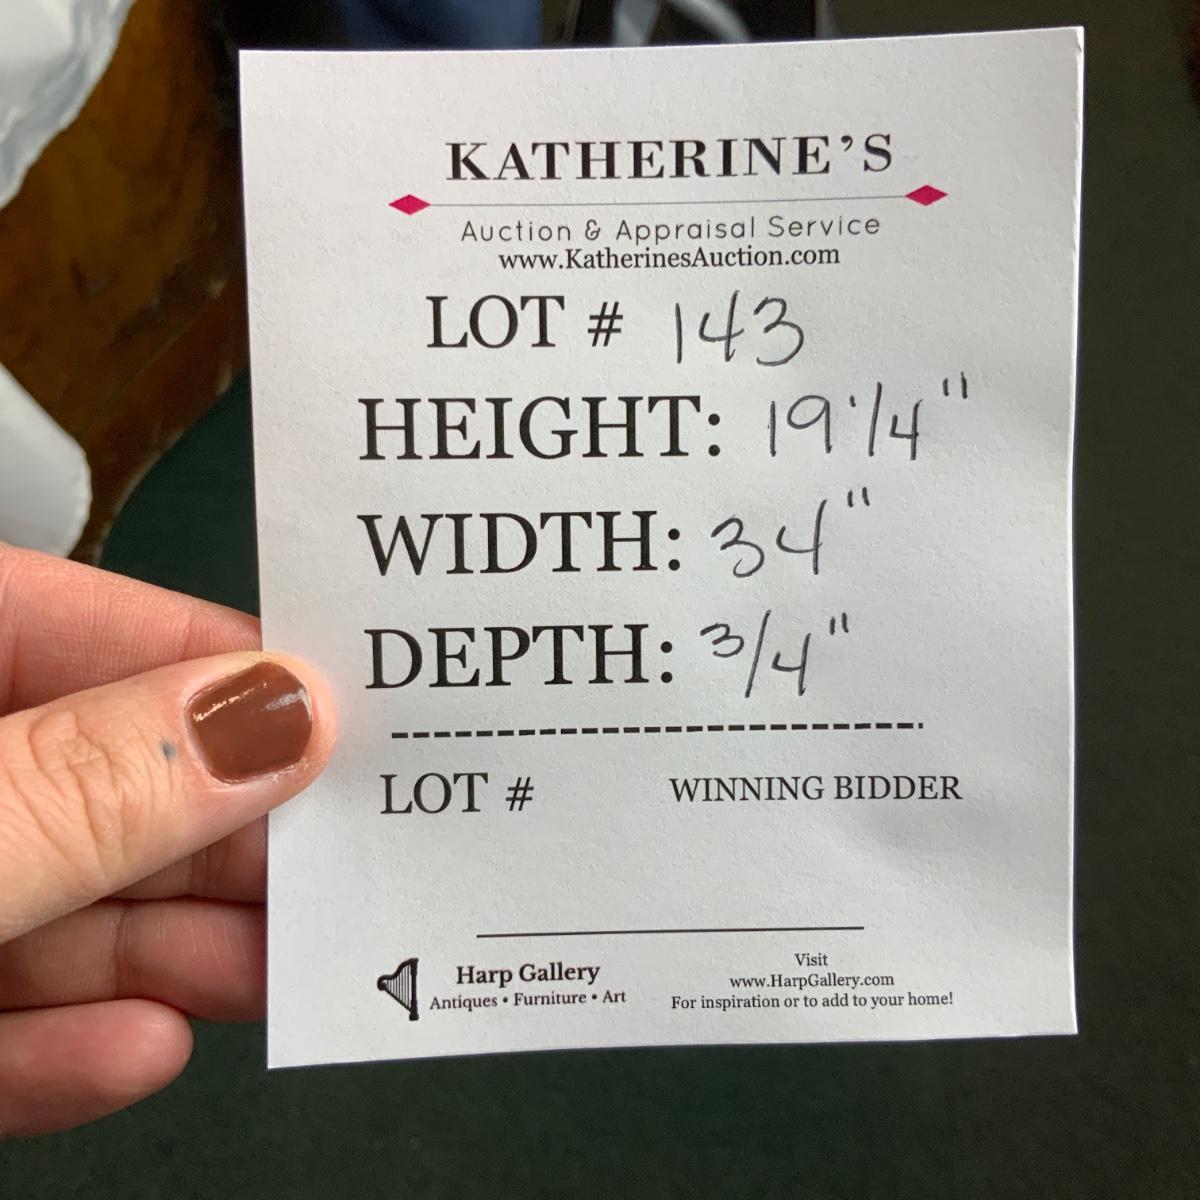 KATHERINE'S
Auction & Appraisal Service
www.KatherinesAuction.com
LOT # 143
HEIGHT: 19 1/4"
WIDTH: 34"
DEPTH: 3/4"
LOT # WINNING BIDDER
Harp Gallery
Antiques • Furniture • Art
Visit
www.HarpGallery.com
For inspiration or to add to your home!